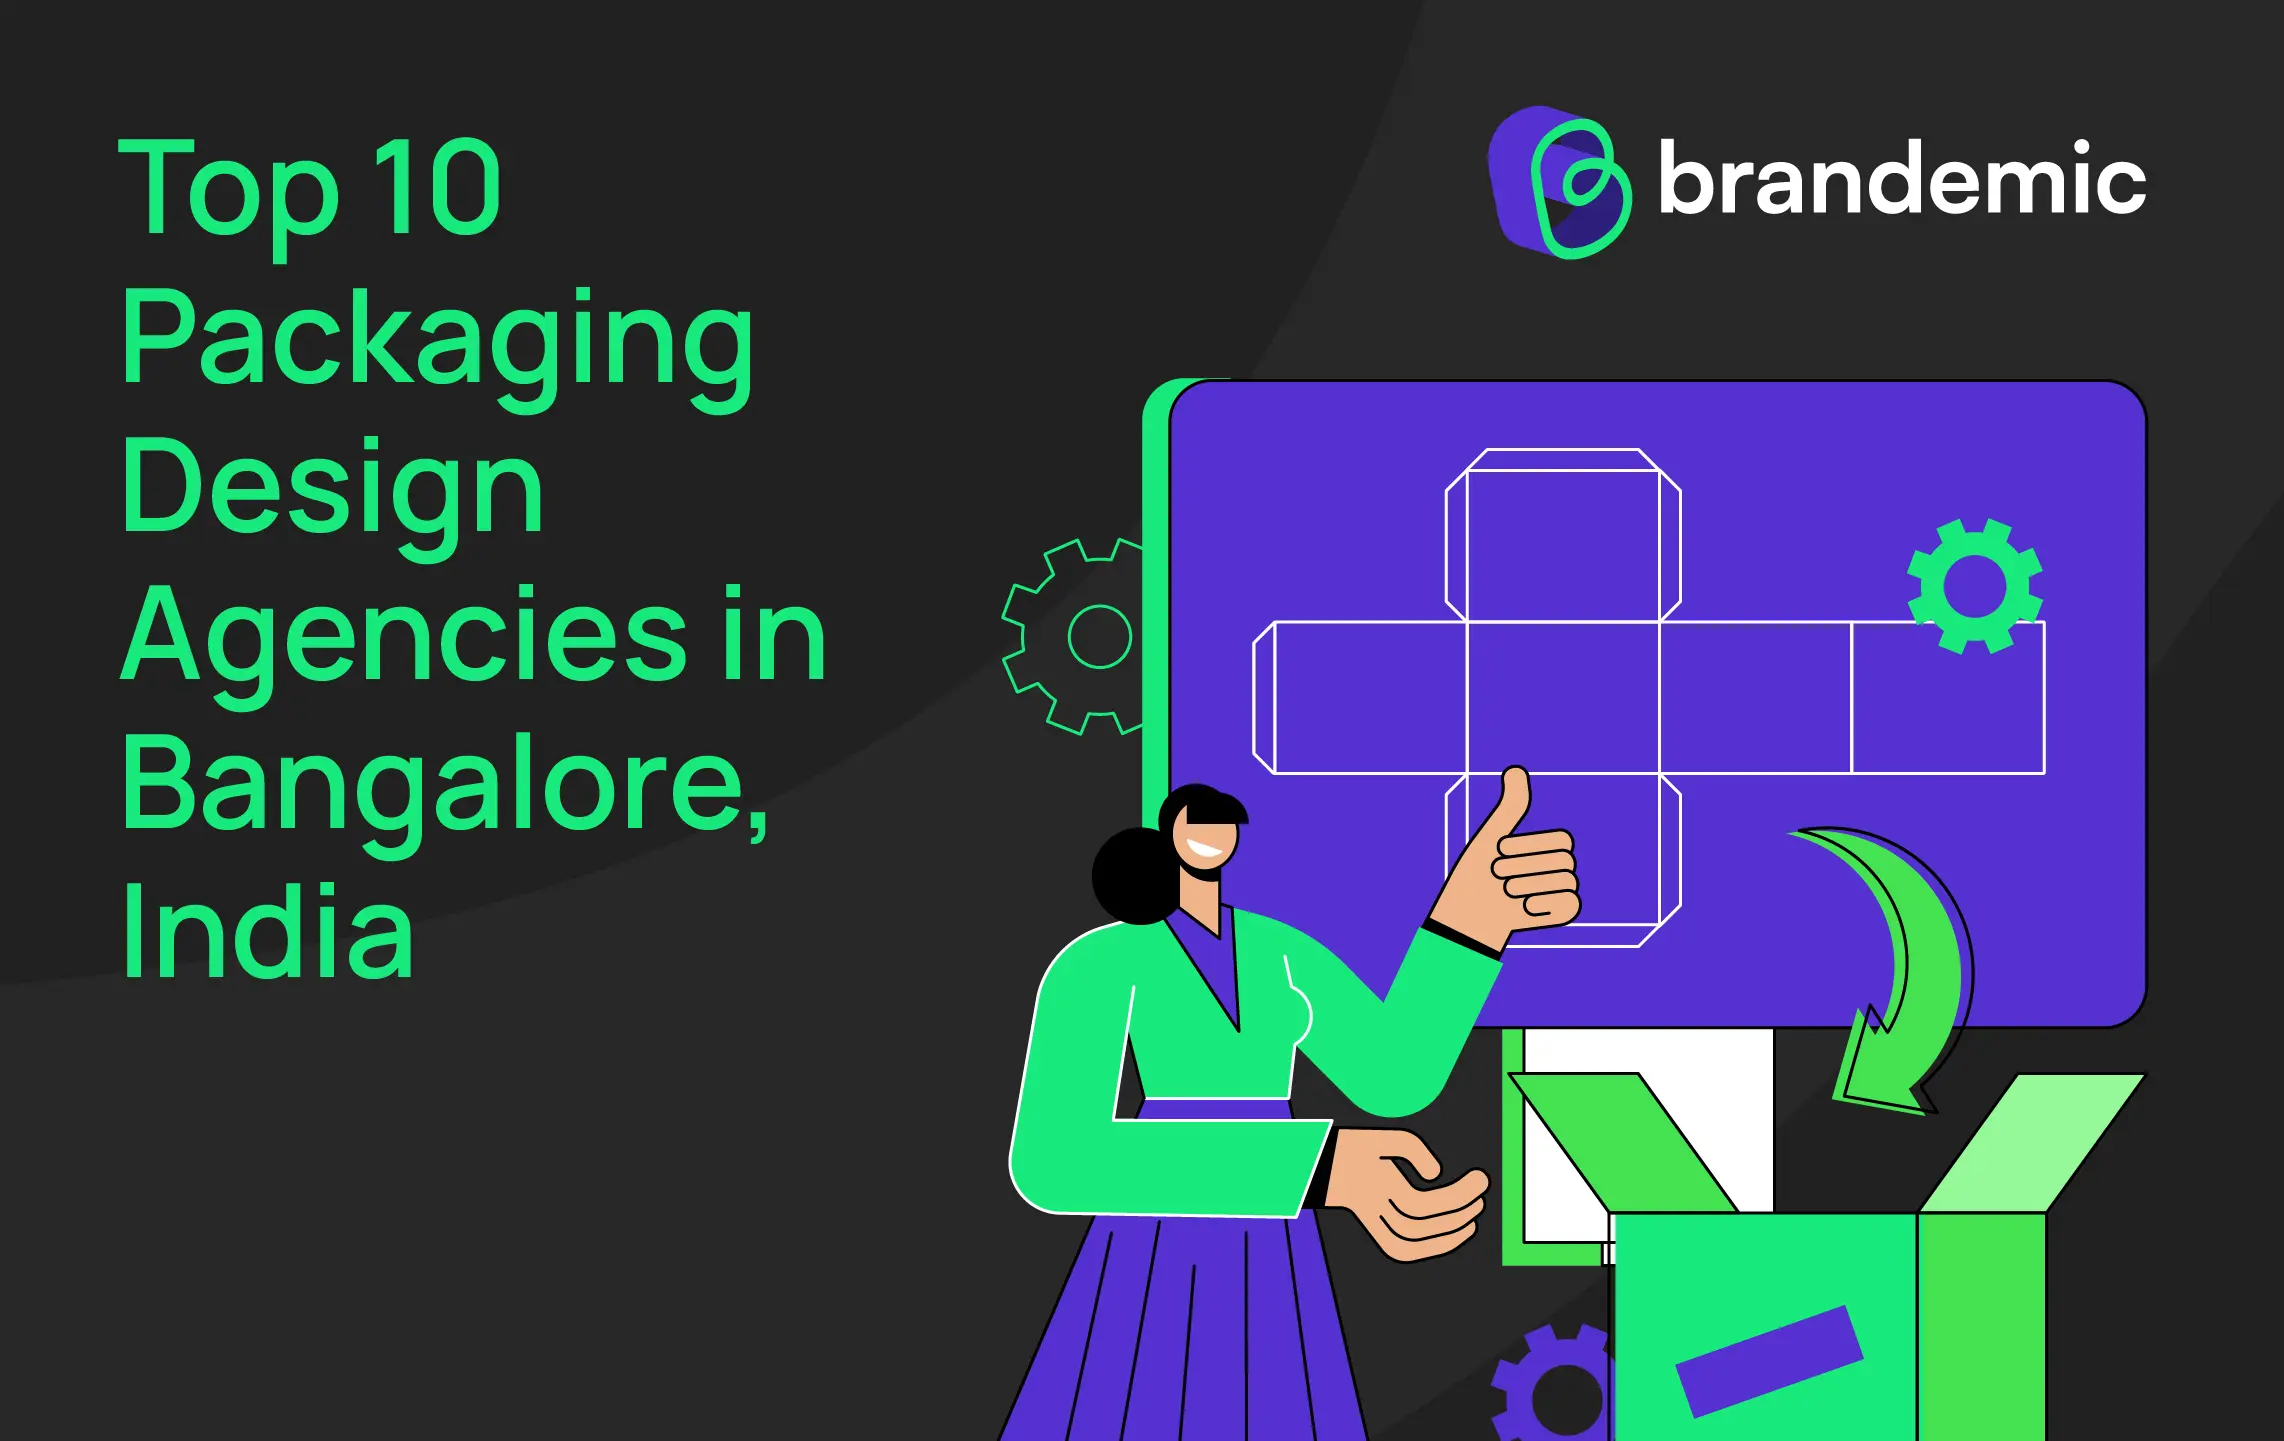 Top 10
Packaging
Design
Agencies in
Bangalore,
India
brandemic